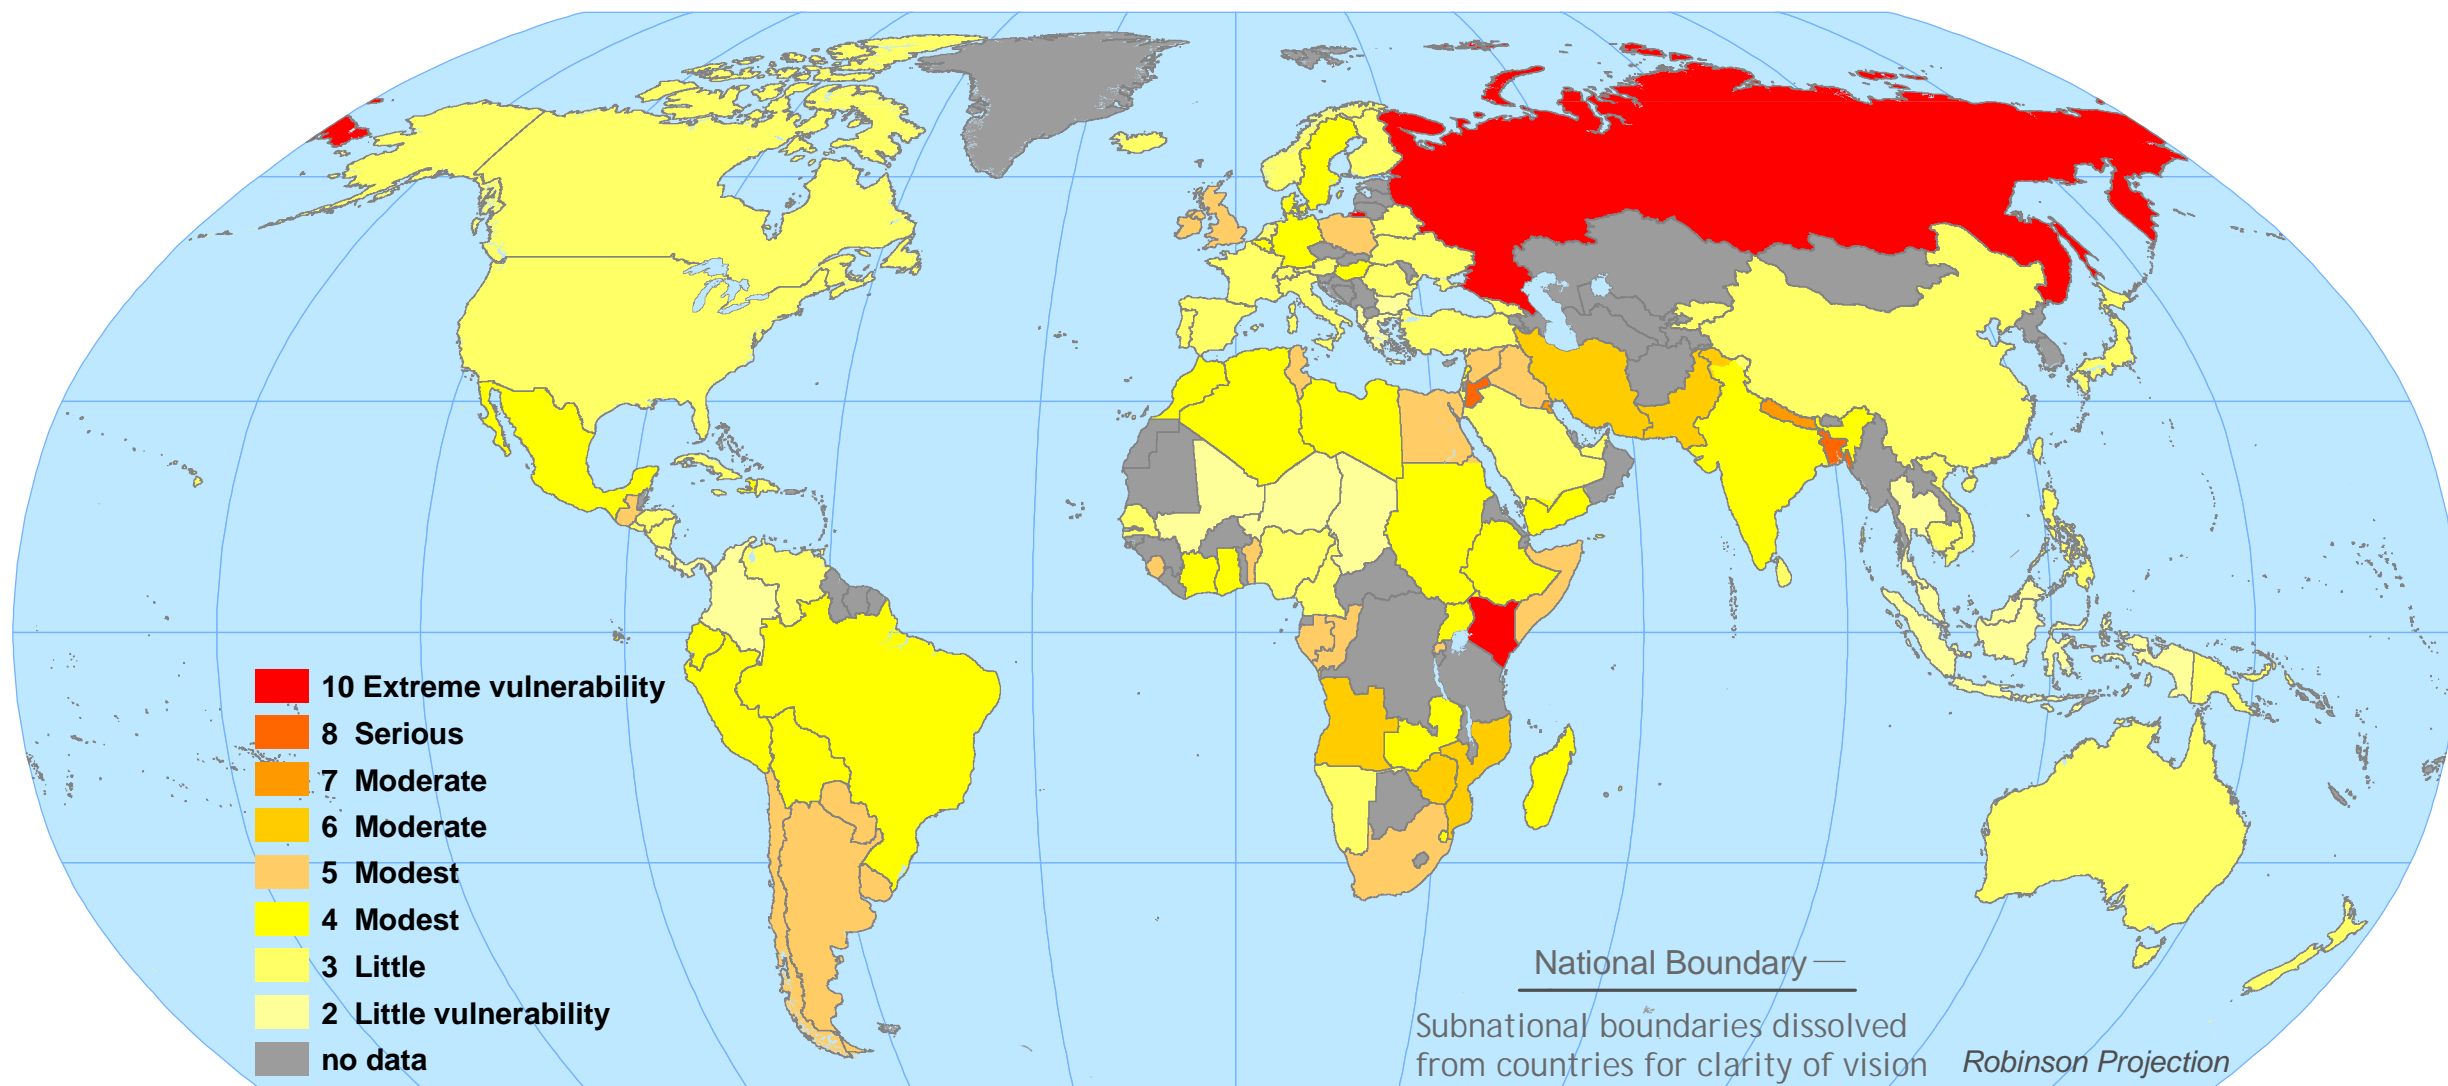 10 Extreme vulnerability
8 Serious
7 Moderate
6 Moderate
5 Modest
4 Modest
3 Little
2 Little vulnerability
no data
National Boundary
Subnational boundaries dissolved
from countries for clarity of vision
Robinson Projection